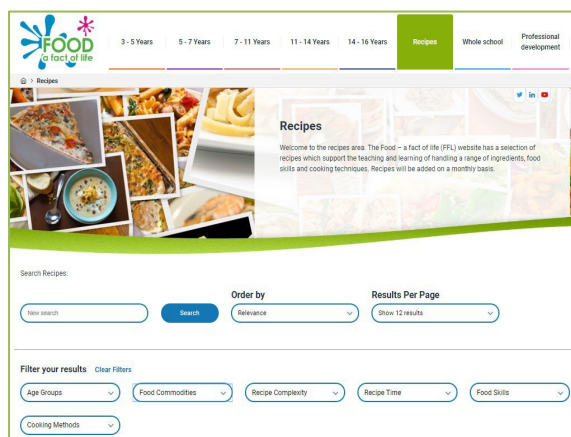 FOOD
a fact of life
3 - 5 Years
5 - 7 Years
7 - 11 Years
11 - 14 Years
14 - 16 Years
Recipes
Whole school
Professional
development
> Recipes
Recipes
Welcome to the recipes area. The Food – a fact of life (FFL) website has a selection of
recipes which support the teaching and learning of handling a range of ingredients, food
skills and cooking techniques. Recipes will be added on a monthly basis.
Search Recipes:
Order by
Results Per Page
New search
Search
Relevance
Show 12 results
Filter your results Clear Filters
Age Groups
Food Commodities
Recipe Complexity
Recipe Time
Food Skills
Cooking Methods